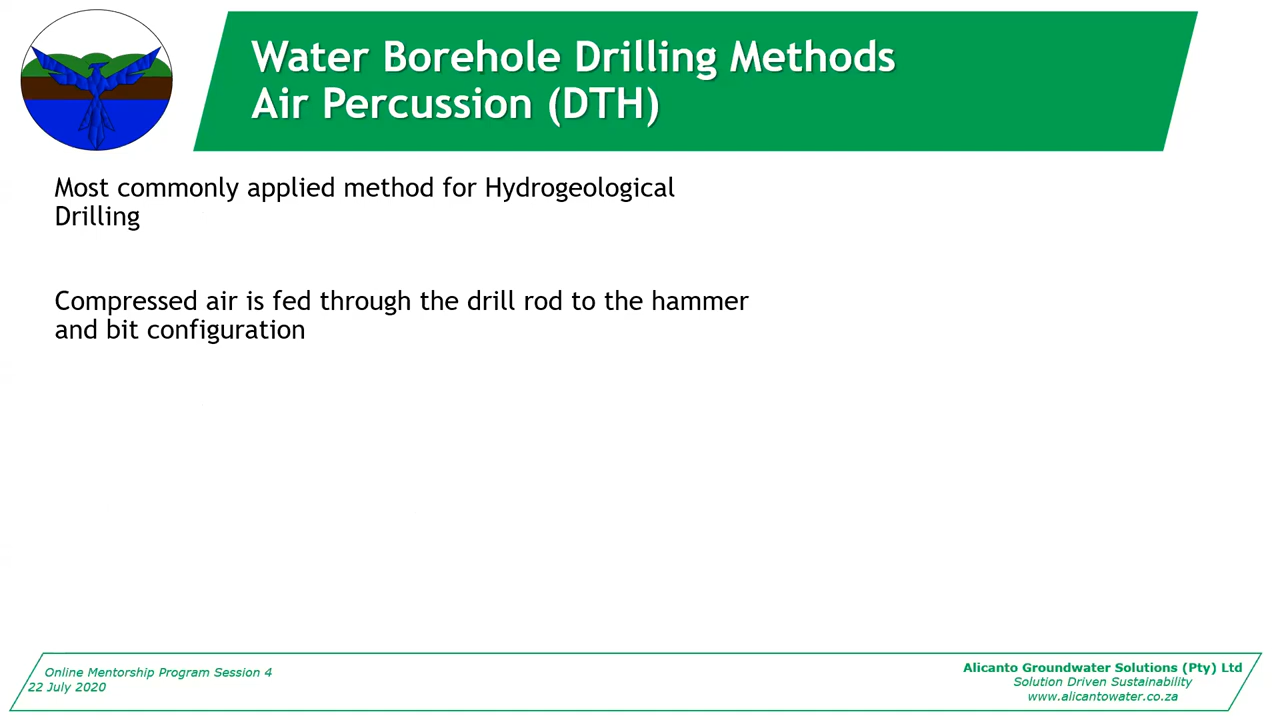 Water Borehole Drilling Methods
Air Percussion (DTH)
Most commonly applied method for Hydrogeological
Drilling
Compressed air is fed through the drill rod to the hammer
and bit configuration
Online Mentorship Program Session 4
22 July 2020
Alicanto Groundwater Solutions (Pty) Ltd
Solution Driven Sustainability
www.alicantowater.co.za